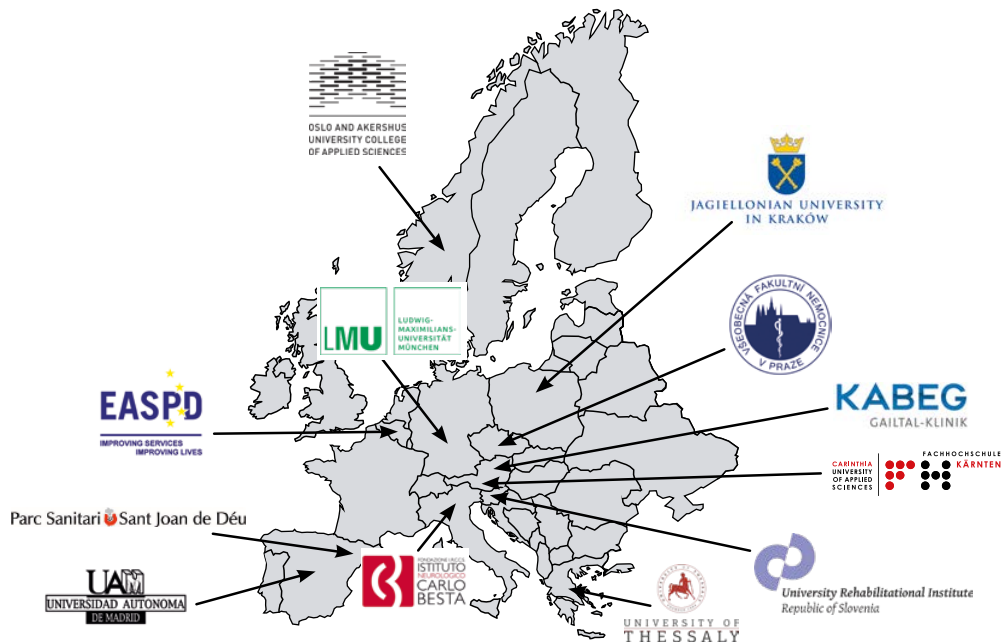 OSLO AND AKERSHUS
UNIVERSITY COLLEGE
OF APPLIED SCIENCES
JAGIELLONIAN UNIVERSITY
IN KRAKÓW
LMU
LUDWIG-
MAXIMILIANS-
UNIVERSITÄT
MÜNCHEN
VŠEOBECNÁ FAKULTNÍ NEMOCNICE
V PRAZE
EASPD
IMPROVING SERVICES
IMPROVING LIVES
KABEG
GAILTAL-KLINIK
CARINTHIA
UNIVERSITY
OF APPLIED
SCIENCES
FACHHOCHSCHULE
KÄRNTEN
Parc Sanitari Sant Joan de Déu
UAM
UNIVERSIDAD AUTONOMA
DE MADRID
FONDAZIONE I.R.C.C.S.
ISTITUTO
NEUROLOGICO
CARLO
BESTA
UNIVERSITY OF
THESSALY
University Rehabilitational Institute
Republic of Slovenia